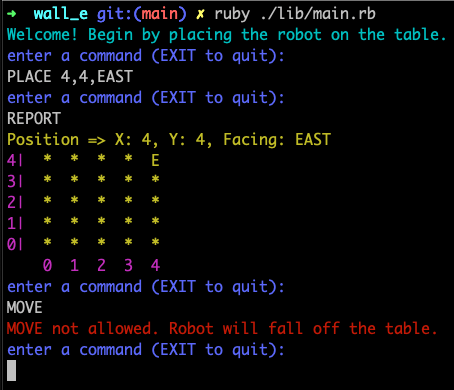 → wall_e git:(main) ✗ ruby ./lib/main.rb
Welcome! Begin by placing the robot on the table.
enter a command (EXIT to quit):
PLACE 4,4,EAST
enter a command (EXIT to quit):
REPORT
Position => X: 4, Y: 4, Facing: EAST
4| * * * * E
3| * * * * *
2| * * * * *
1| * * * * *
0| * * * * *
0 1 2 3 4
enter a command (EXIT to quit):
MOVE
MOVE not allowed. Robot will fall off the table.
enter a command (EXIT to quit):